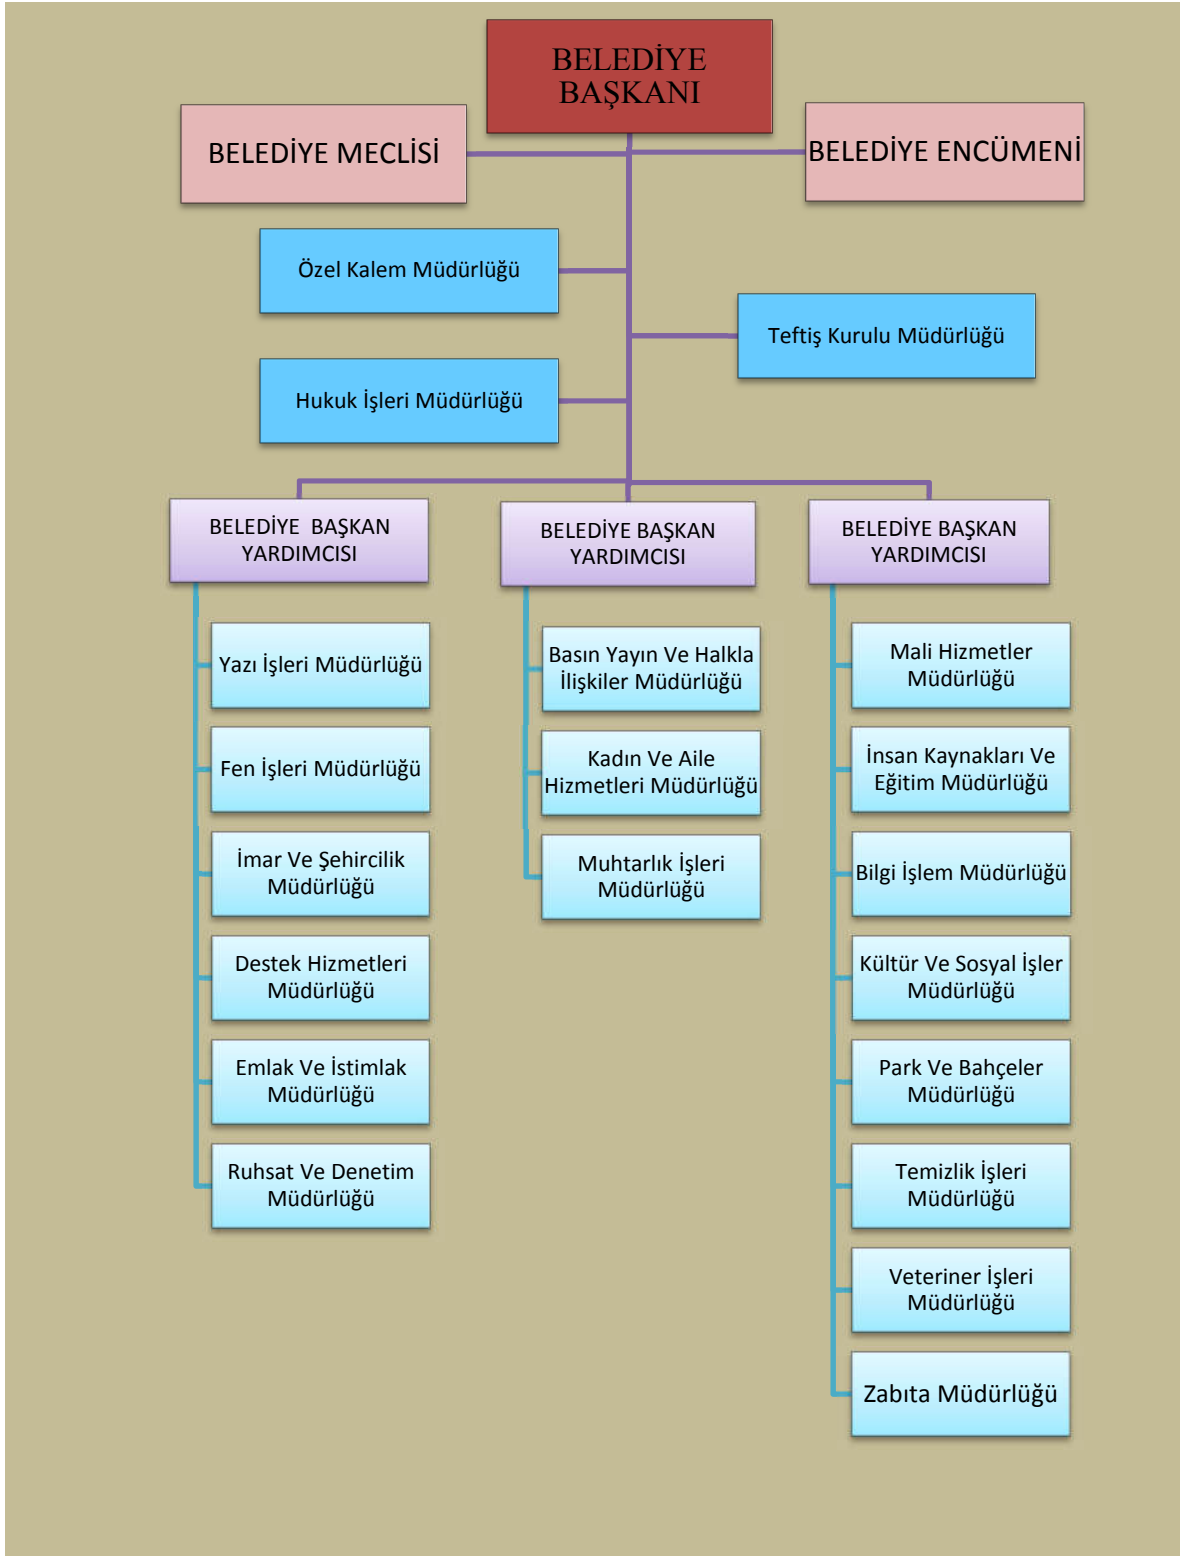 BELEDİYE
BAŞKANI
BELEDİYE MECLİSİ
BELEDİYE ENCÜMENİ
Özel Kalem Müdürlüğü
Teftiş Kurulu Müdürlüğü
Hukuk İşleri Müdürlüğü
BELEDİYE BAŞKAN
YARDIMCISI
Yazı İşleri Müdürlüğü
Fen İşleri Müdürlüğü
İmar Ve Şehircilik
Müdürlüğü
Destek Hizmetleri
Müdürlüğü
Emlak Ve İstimlak
Müdürlüğü
Ruhsat Ve Denetim
Müdürlüğü
BELEDİYE BAŞKAN
YARDIMCISI
Basın Yayın Ve Halkla
İlişkiler Müdürlüğü
Kadın Ve Aile
Hizmetleri Müdürlüğü
Muhtarlık İşleri
Müdürlüğü
BELEDİYE BAŞKAN
YARDIMCISI
Mali Hizmetler
Müdürlüğü
İnsan Kaynakları Ve
Eğitim Müdürlüğü
Bilgi İşlem Müdürlüğü
Kültür Ve Sosyal İşler
Müdürlüğü
Park Ve Bahçeler
Müdürlüğü
Temizlik İşleri
Müdürlüğü
Veteriner İşleri
Müdürlüğü
Zabıta Müdürlüğü